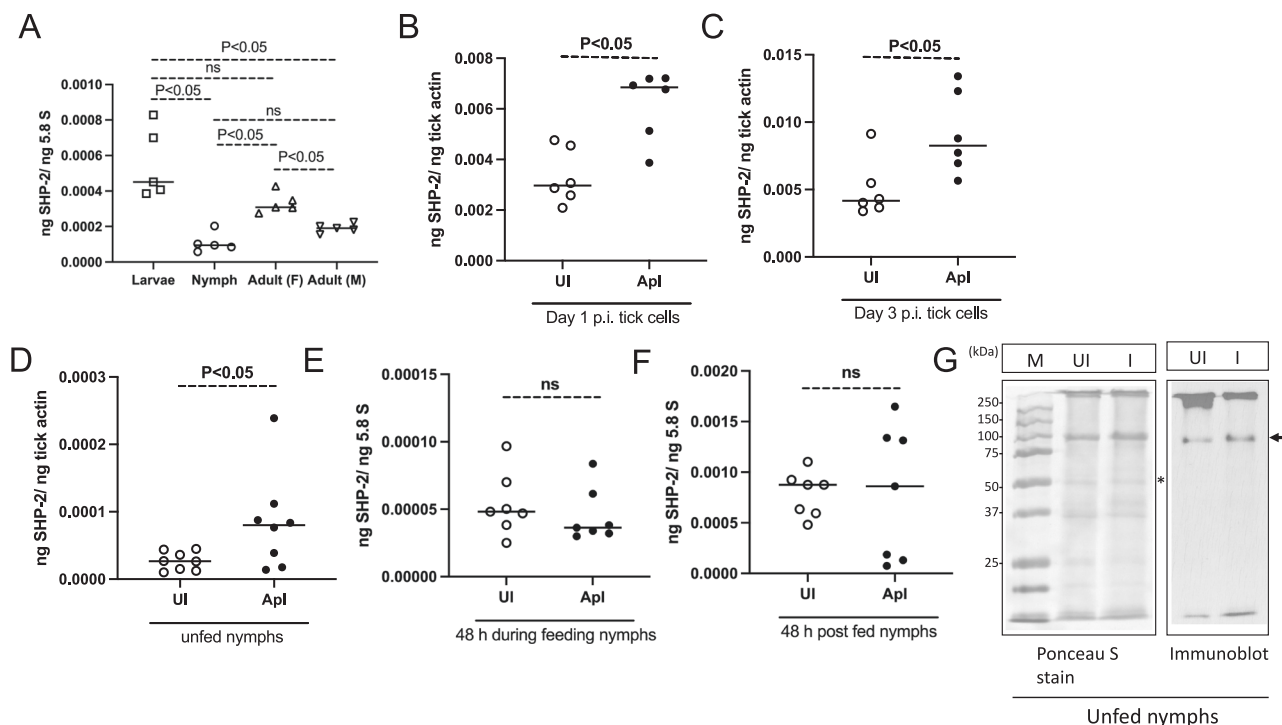 A
ng SHP-2/ ng 5.8 S
0.0010
0.0008
0.0006
0.0004
0.0002
0.0000
P<0.05
ns
P<0.05
ns
P<0.05
P<0.05
Larvae Nymph Adult (F) Adult (M)
B
ng SHP-2/ ng tick actin
0.008
0.006
0.004
0.002
0.000
P<0.05
UI ApI
Day 1 p.i. tick cells
C
ng SHP-2/ ng tick actin
0.015
0.010
0.005
0.000
P<0.05
UI ApI
Day 3 p.i. tick cells
D
ng SHP-2/ ng tick actin
0.0003
0.0002
0.0001
0.0000
P<0.05
UI ApI
unfed nymphs
E
ng SHP-2/ ng 5.8 S
0.00015
0.00010
0.00005
0.00000
ns
UI ApI
48 h during feeding nymphs
F
ng SHP-2/ ng 5.8 S
0.0020
0.0015
0.0010
0.0005
0.0000
ns
UI ApI
48 h post fed nymphs
G
(kDa)
M UI I
UI I
250
150
100
75
50
37
25
*
Ponceau S
stain
Immunoblot
Unfed nymphs